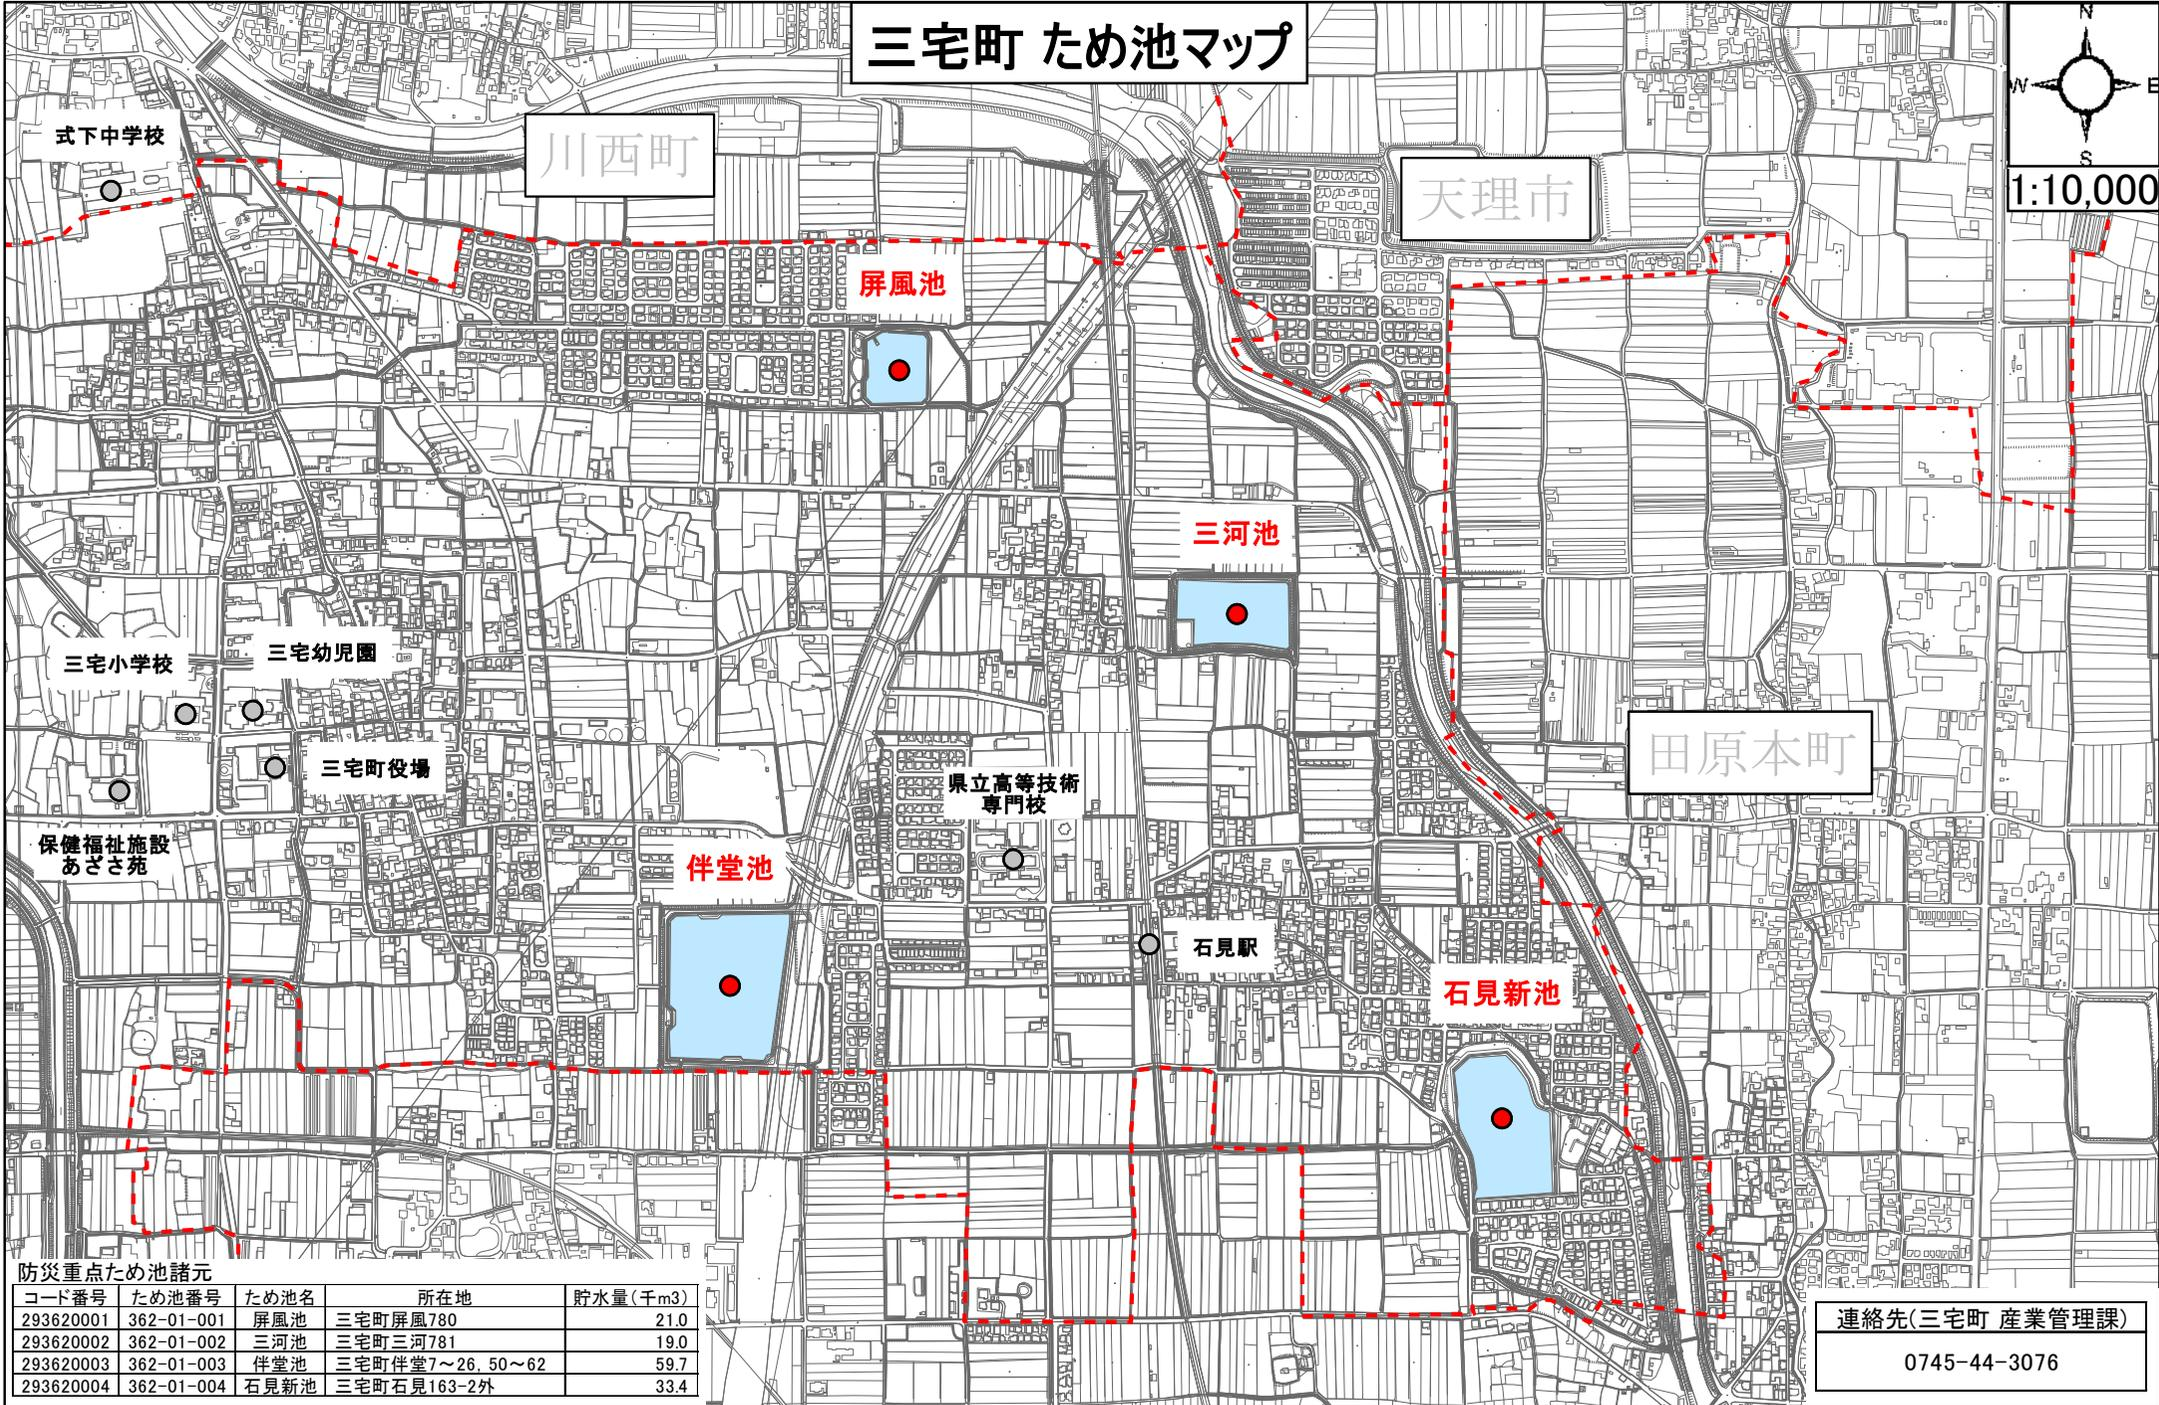 三宅町 ため池マップ
N
W
E
S
1:10,000
式下中学校
川西町
天理市
屏風池
三河池
三宅小学校
三宅幼児園
三宅町役場
田原本町
県立高等技術
専門校
保健福祉施設
あざさ苑
伴堂池
石見駅
石見新池
防災重点ため池諸元
コード番号 ため池番号 ため池名 所在地 貯水量(千m3)
293620001 362-01-001 屏風池 三宅町屏風780 21.0
293620002 362-01-002 三河池 三宅町三河781 19.0
293620003 362-01-003 伴堂池 三宅町伴堂7～26, 50～62 59.7
293620004 362-01-004 石見新池 三宅町石見163-2外 33.4
連絡先(三宅町 産業管理課)
0745-44-3076